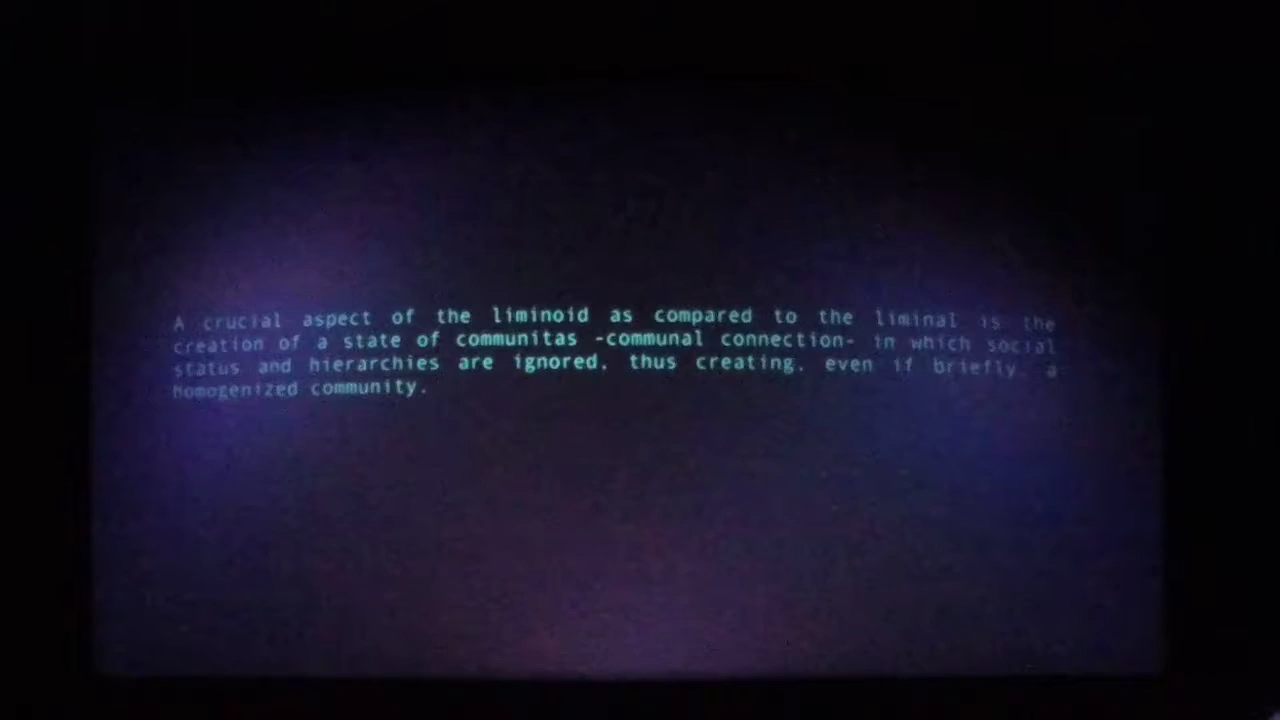 A crucial aspect of the liminoid as compared to the liminal is the
creation of a state of communitas -communal connection- in which social
status and hierarchies are ignored, thus creating, even if briefly, a
homogenized community.